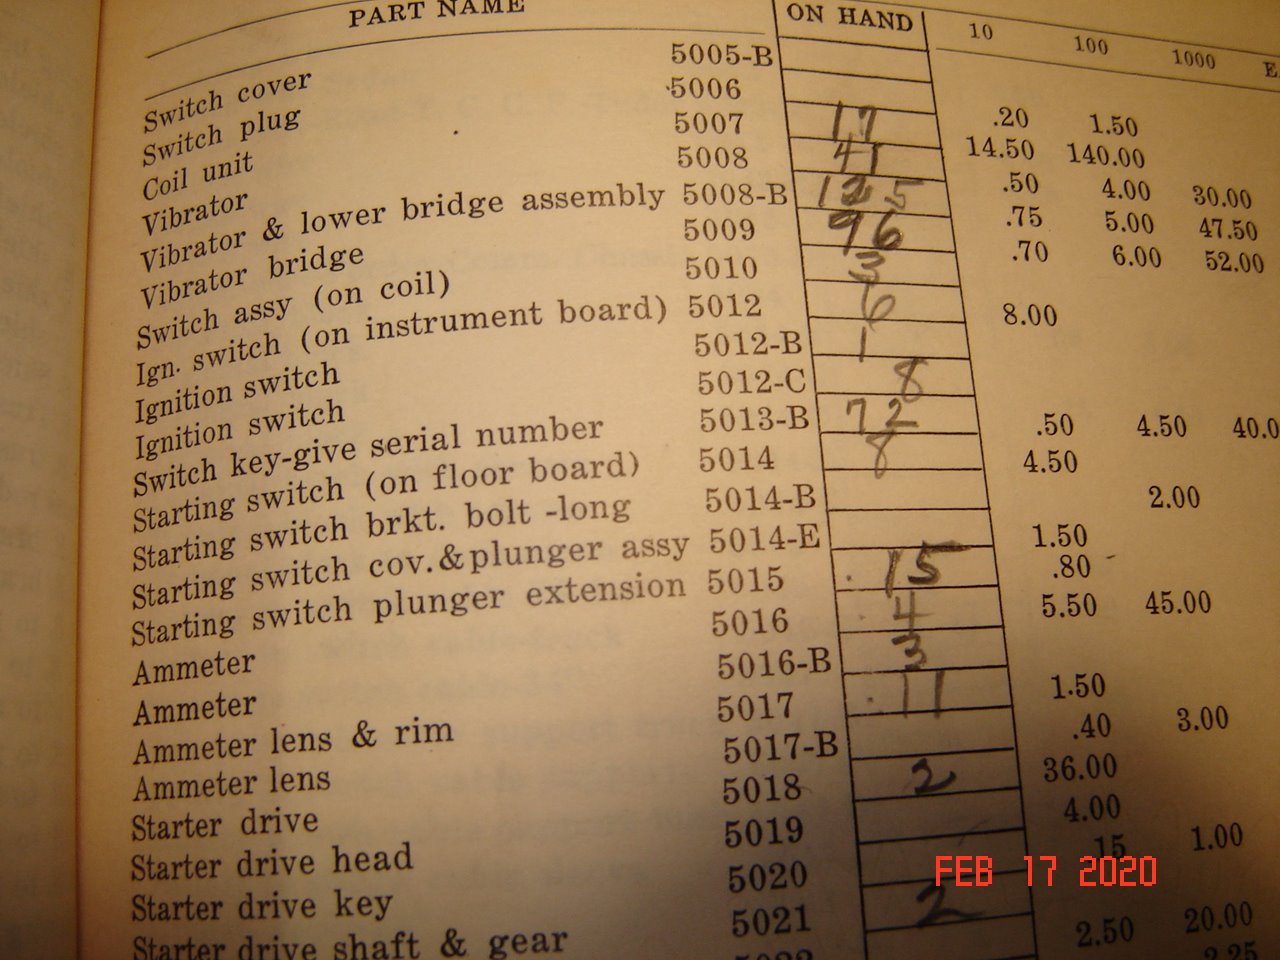 PART NAME ON HAND 10 100 1000
Switch cover 5005-B
Switch plug 5006 .20 1.50
Coil unit 5007 17 14.50 140.00
Vibrator 5008 41 .50 4.00 30.00
Vibrator & lower bridge assembly 5008-B 125 .75 5.00 47.50
Vibrator bridge 5009 96 .70 6.00 52.00
Switch assy (on coil) 5010 3
Ign. switch (on instrument board) 5012 6 8.00
Ignition switch 5012-B 1
Ignition switch 5012-C 8
Switch key-give serial number 5013-B 72 .50 4.50 40.0
Starting switch (on floor board) 5014 8 4.50
Starting switch brkt. bolt -long 5014-B 2.00
Starting switch cov.&plunger assy 5014-E 1.50
Starting switch plunger extension 5015 15 .80
Ammeter 5016 4 5.50 45.00
Ammeter 5016-B 3
Ammeter lens & rim 5017 11 1.50
Ammeter lens 5017-B .40 3.00
Starter drive 5018 2 36.00
Starter drive head 5019 4.00
Starter drive key 5020 15 1.00
Starter drive shaft & gear 5021 2 2.50 20.00
FEB 17 2020